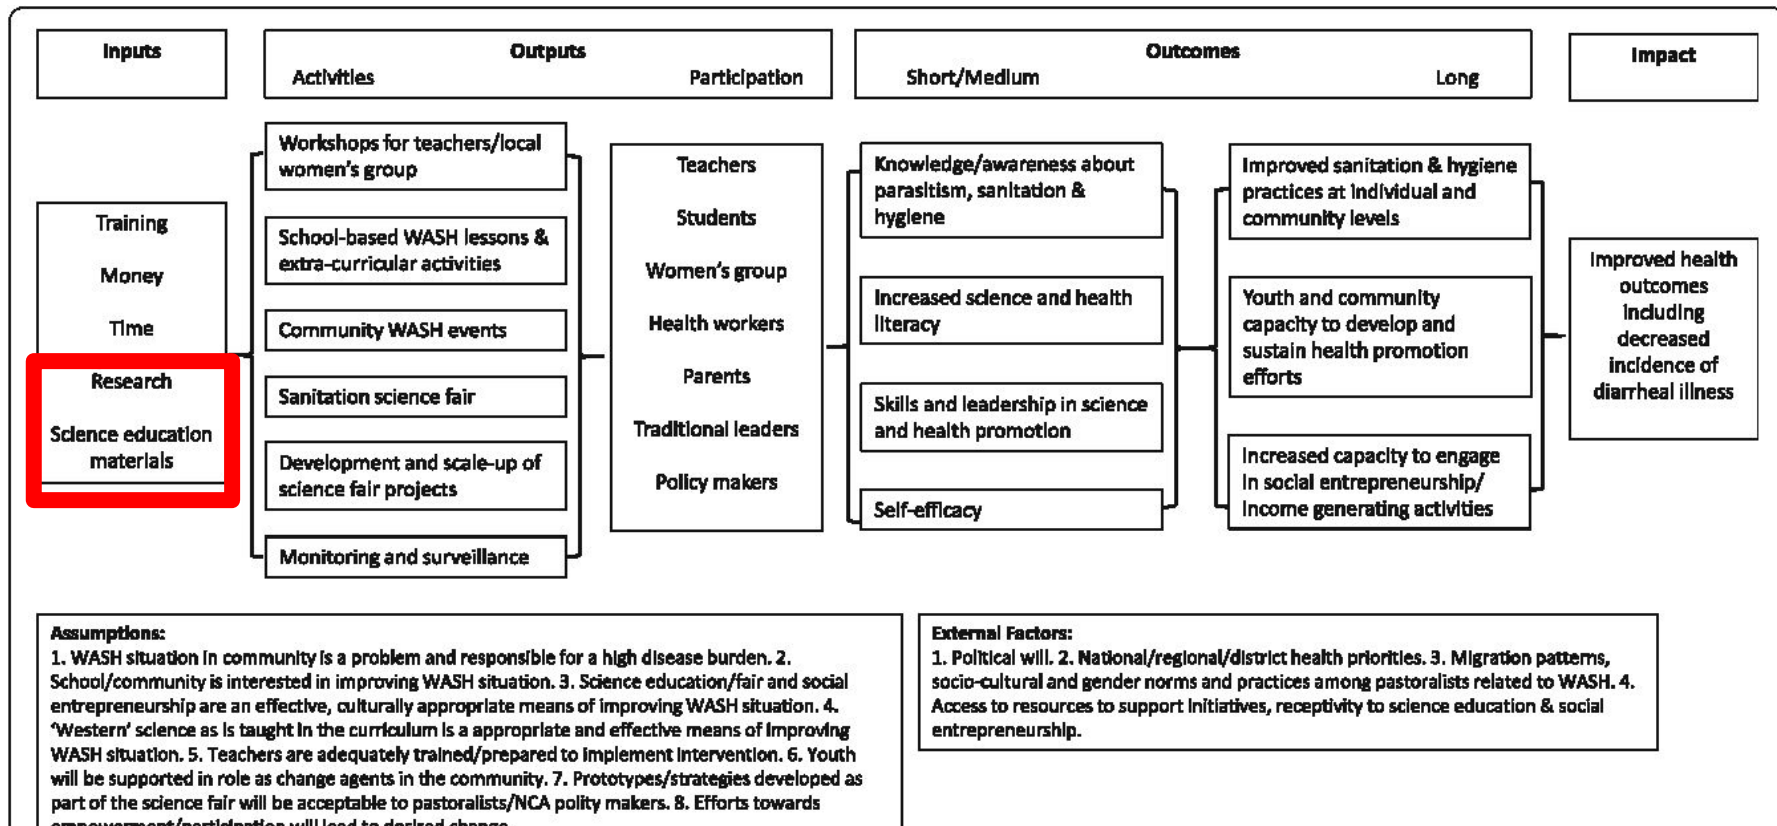 Inputs
Outputs
Activities
Participation
Outcomes
Short/Medium
Long
Impact
Training
Money
Time
Research
Science education
materials
Workshops for teachers/local
women's group
School-based WASH lessons &
extra-curricular activities
Community WASH events
Sanitation science fair
Development and scale-up of
science fair projects
Monitoring and surveillance
Teachers
Students
Women's group
Health workers
Parents
Traditional leaders
Policy makers
Knowledge/awareness about
parasitism, sanitation &
hygiene
Increased science and health
literacy
Skills and leadership in science
and health promotion
Self-efficacy
Improved sanitation & hygiene
practices at individual and
community levels
Youth and community
capacity to develop and
sustain health promotion
efforts
Increased capacity to engage
in social entrepreneurship/
income generating activities
Improved health
outcomes
including
decreased
incidence of
diarrheal illness
Assumptions:
1. WASH situation in community is a problem and responsible for a high disease burden. 2.
School/community is interested in improving WASH situation. 3. Science education/fair and social
entrepreneurship are an effective, culturally appropriate means of improving WASH situation. 4.
‘Western’ science as is taught in the curriculum is a appropriate and effective means of improving
WASH situation. 5. Teachers are adequately trained/prepared to implement intervention. 6. Youth
will be supported in role as change agents in the community. 7. Prototypes/strategies developed as
part of the science fair will be acceptable to pastoralists/NCA polity makers. 8. Efforts towards
empowerment/participation will lead to desired change
External Factors:
1. Political will. 2. National/regional/district health priorities. 3. Migration patterns,
socio-cultural and gender norms and practices among pastoralists related to WASH. 4.
Access to resources to support initiatives, receptivity to science education & social
entrepreneurship.